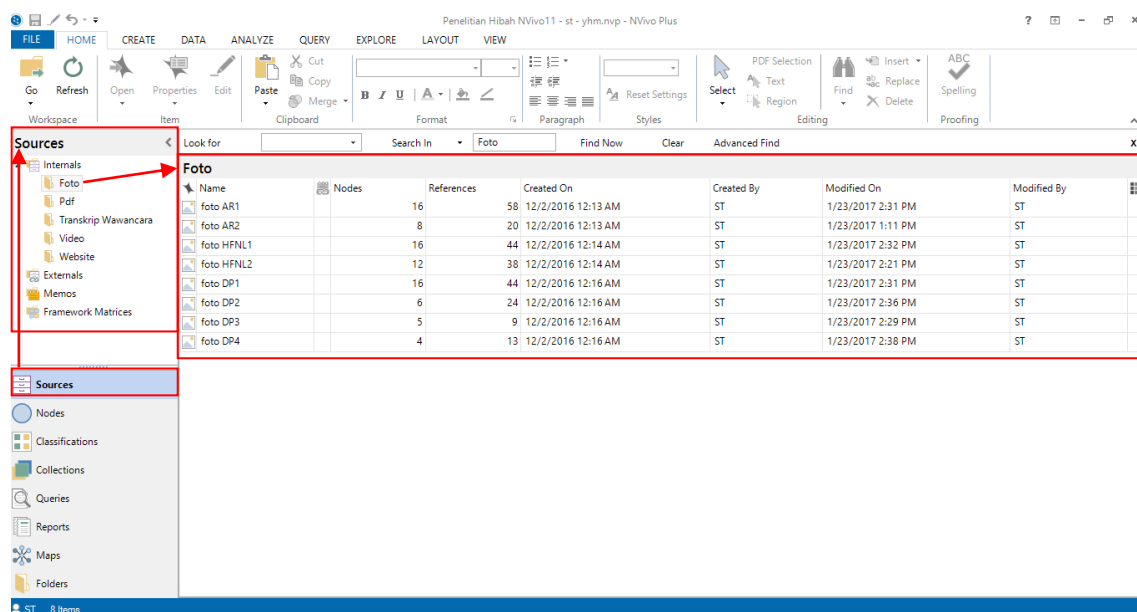 Penelitian Hibah NVivo11 - st - yhm.nvp - NVivo Plus
FILE HOME CREATE DATA ANALYZE QUERY EXPLORE LAYOUT VIEW
Go Refresh Open Properties Edit Paste Cut Copy Merge
B I U A Reset Settings Select PDF Selection Text Region Find Insert Replace Delete ABC Spelling
Workspace Item Clipboard Format Paragraph Styles Editing Proofing
Sources
Look for Search In Foto Find Now Clear Advanced Find x
Internals
Foto
Pdf
Transkrip Wawancara
Video
Website
Externals
Memos
Framework Matrices
Foto
Name Nodes References Created On Created By Modified On Modified By
foto AR1 16 58 12/2/2016 12:13 AM ST 1/23/2017 2:31 PM ST
foto AR2 8 20 12/2/2016 12:13 AM ST 1/23/2017 1:11 PM ST
foto HFNL1 16 44 12/2/2016 12:14 AM ST 1/23/2017 2:32 PM ST
foto HFNL2 12 38 12/2/2016 12:14 AM ST 1/23/2017 2:21 PM ST
foto DP1 16 44 12/2/2016 12:16 AM ST 1/23/2017 2:31 PM ST
foto DP2 6 24 12/2/2016 12:16 AM ST 1/23/2017 2:36 PM ST
foto DP3 5 9 12/2/2016 12:16 AM ST 1/23/2017 2:29 PM ST
foto DP4 4 13 12/2/2016 12:16 AM ST 1/23/2017 2:38 PM ST
Sources
Nodes
Classifications
Collections
Queries
Reports
Maps
Folders
ST 8 Items